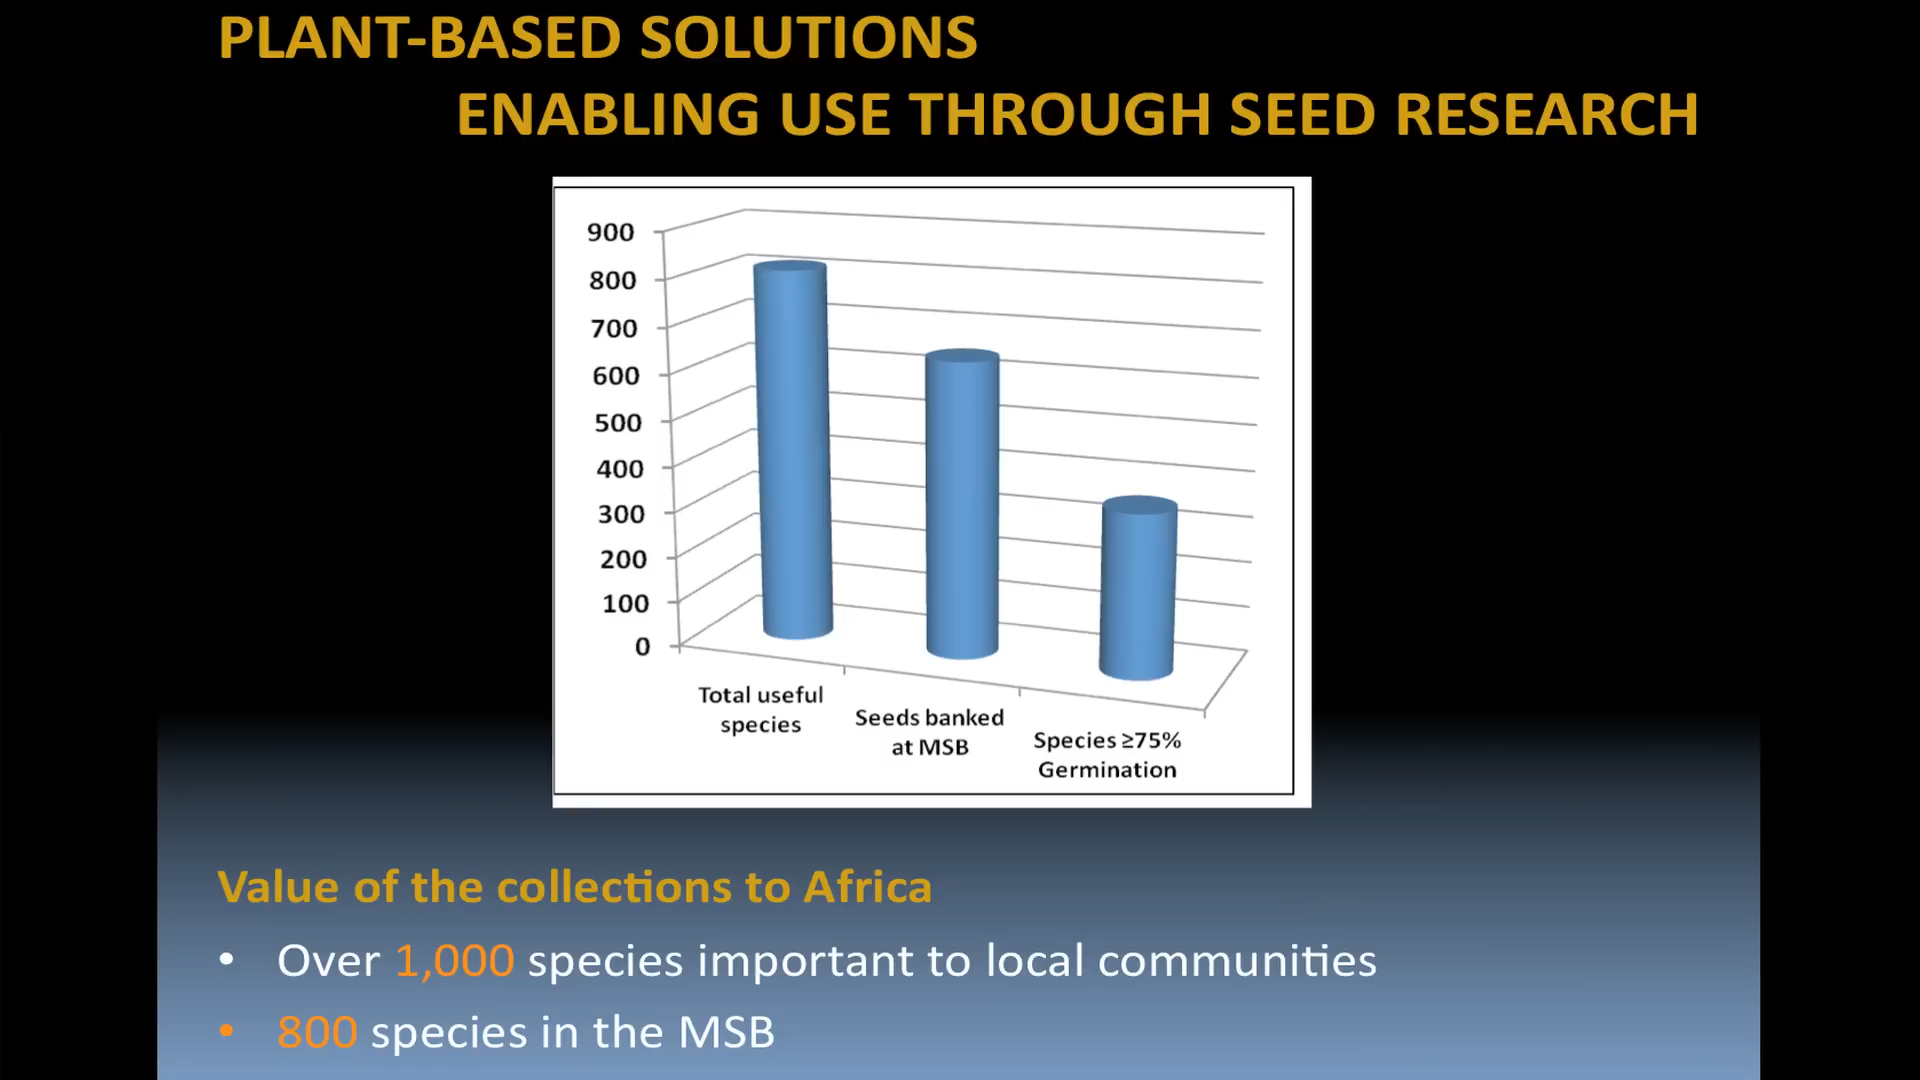 PLANT-BASED SOLUTIONS
ENABLING USE THROUGH SEED RESEARCH
900
800
700
600
500
400
300
200
100
0
Total useful
species
Seeds banked
at MSB
Species ≥75%
Germination
Value of the collections to Africa
• Over 1,000 species important to local communities
• 800 species in the MSB